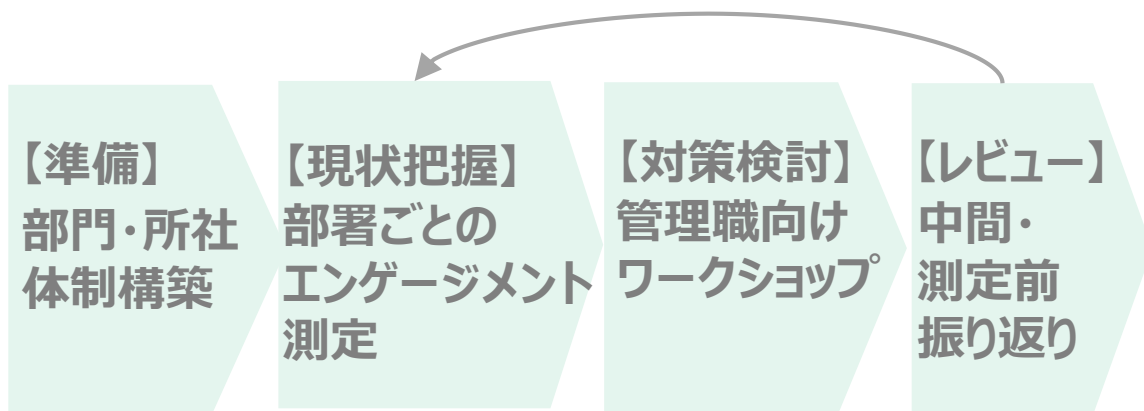 【準備】
部門・所社
体制構築
【現状把握】
部署ごとの
エンゲージメント
測定
【対策検討】
管理職向け
ワークショップ
【レビュー】
中間・
測定前
振り返り